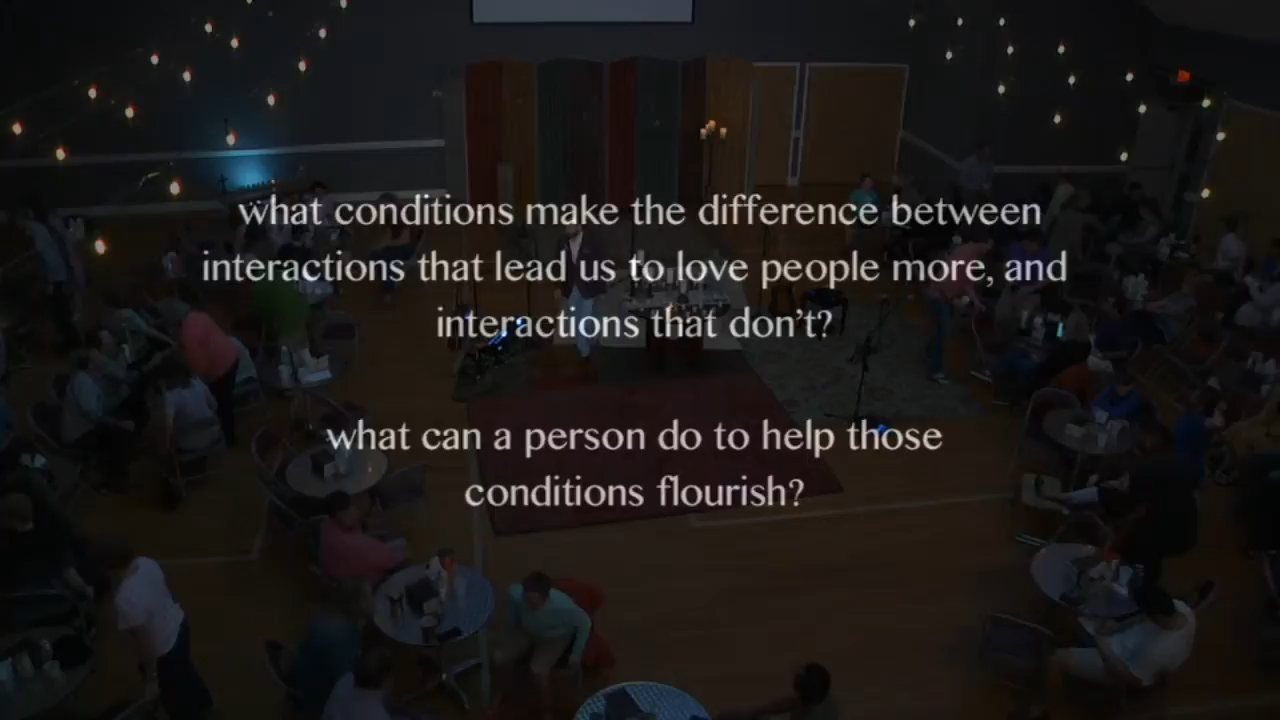 what conditions make the difference between
interactions that lead us to love people more, and
interactions that don't?
what can a person do to help those
conditions flourish?